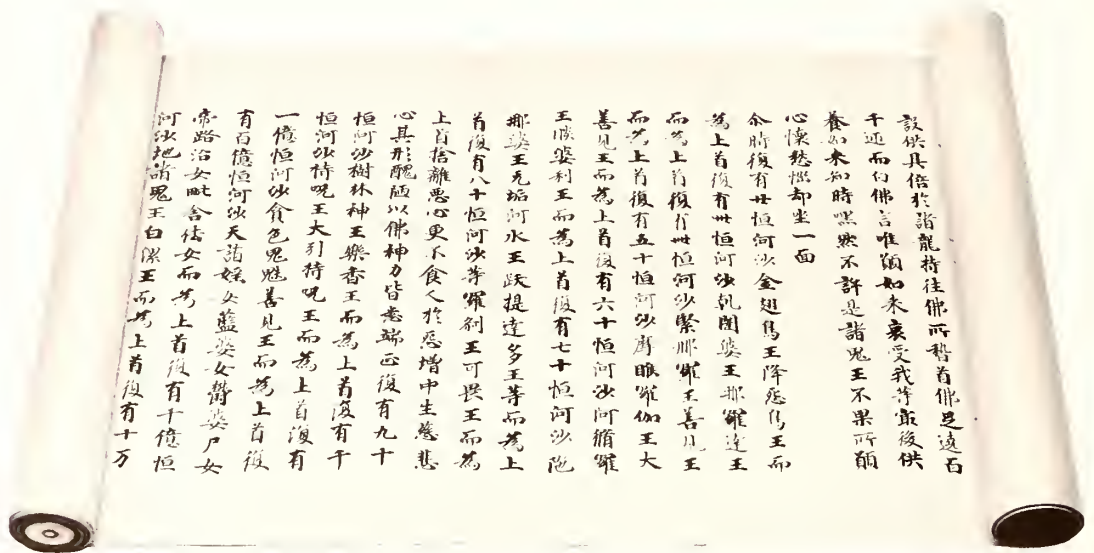 設供具倍於諸龍持往佛所稽首佛足遶百
千迊而白佛言唯願如来哀受我等最後供
養如来知時嘿然不許是諸鬼王不果所願
心懷愁惱却坐一面
尒時復有廿恒河沙金翅鳥王降怨鳥王而
為上首復有卅恒河沙乹闥婆王那羅達王
而為上首復有卌恒河沙緊那羅王善見王
而為上首復有五十恒河沙摩睺羅伽王大
善見王而為上首復有六十恒河沙阿脩羅
王睒婆利王而為上首復有七十恒河沙陁
那婆王无垢河水王跋提達多王等而為上
首復有八十恒河沙等羅刹王可畏王而為
上首捨離惡心更不食人於怨憎中生慈悲
心其形醜陋以佛神力皆悉端正復有九十
恒河沙樹林神王樂香王而為上首復有千
恒河沙持呪王大幻持呪王而為上首復有
一億恒河沙貪色鬼魅善見王而為上首復
有百億恒河沙天諸婇女藍婆女欝婆尸女
帝路沾女毗舍佉女而為上首復有千億恒
河沙地諸鬼王白濕王而為上首復有十万